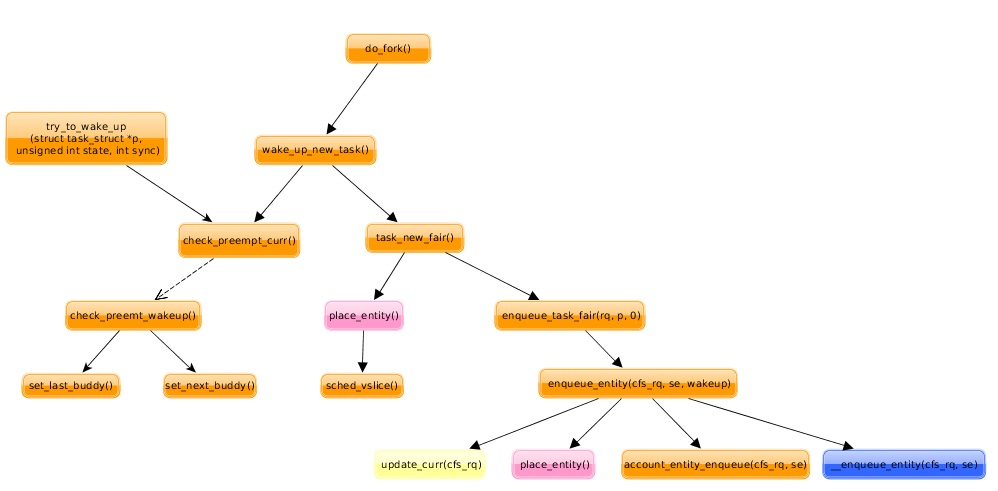 do_fork()
try_to_wake_up
(struct task_struct *p,
unsigned int state, int sync)
wake_up_new_task()
check_preempt_curr()
task_new_fair()
check_preemt_wakeup()
place_entity()
enqueue_task_fair(rq, p, 0)
set_last_buddy()
set_next_buddy()
sched_vslice()
enqueue_entity(cfs_rq, se, wakeup)
update_curr(cfs_rq)
place_entity()
account_entity_enqueue(cfs_rq, se)
__enqueue_entity(cfs_rq, se)